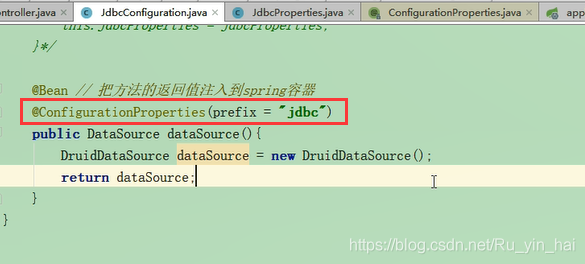 ontroller.java × JdbcConfiguration.java × JdbcProperties.java × ConfigurationProperties.java × app
this.jdbcProperties = jdbcProperties;
}*/
@Bean // 把方法的返回值注入到spring容器
@ConfigurationProperties(prefix = "jdbc")
public DataSource dataSource(){
DruidDataSource dataSource = new DruidDataSource();
return dataSource;
}
}
https://blog.csdn.net/Ru_yin_hai